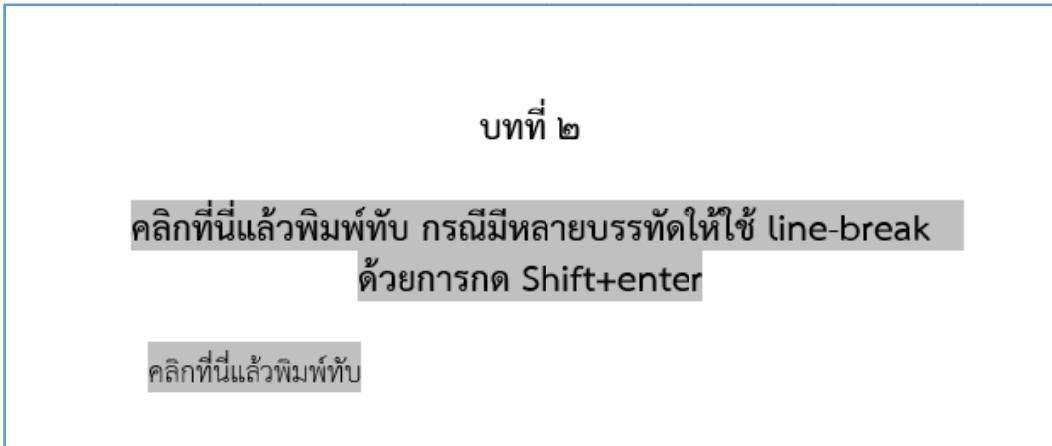 บทที่ ๒
คลิกที่นี่แล้วพิมพ์ทับ กรณีมีหลายบรรทัดให้ใช้ line-break
ด้วยการกด Shift+enter
คลิกที่นี่แล้วพิมพ์ทับ